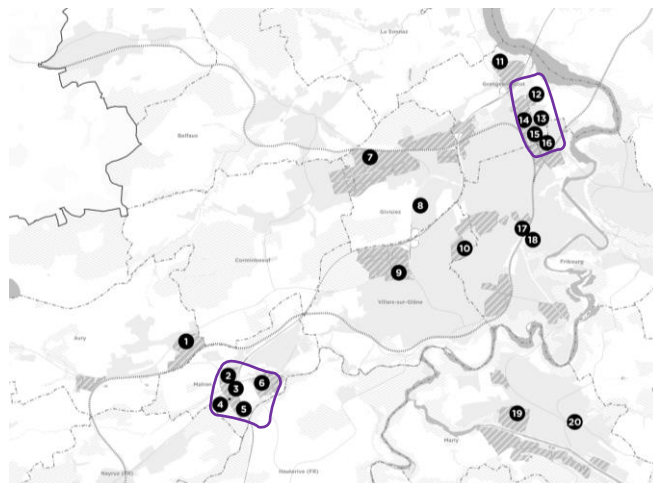 La Sonnaz
11
Granges-Paccot
12
14
13
15
16
Belfaux
7
8
Givisiez
17
18
10
Corminboeuf
Fribourg
9
Villars-sur-Glâne
1
Avry
2
6
Matran
3
4
5
19
20
Marly
Neyruz (FR)
Hauterive (FR)